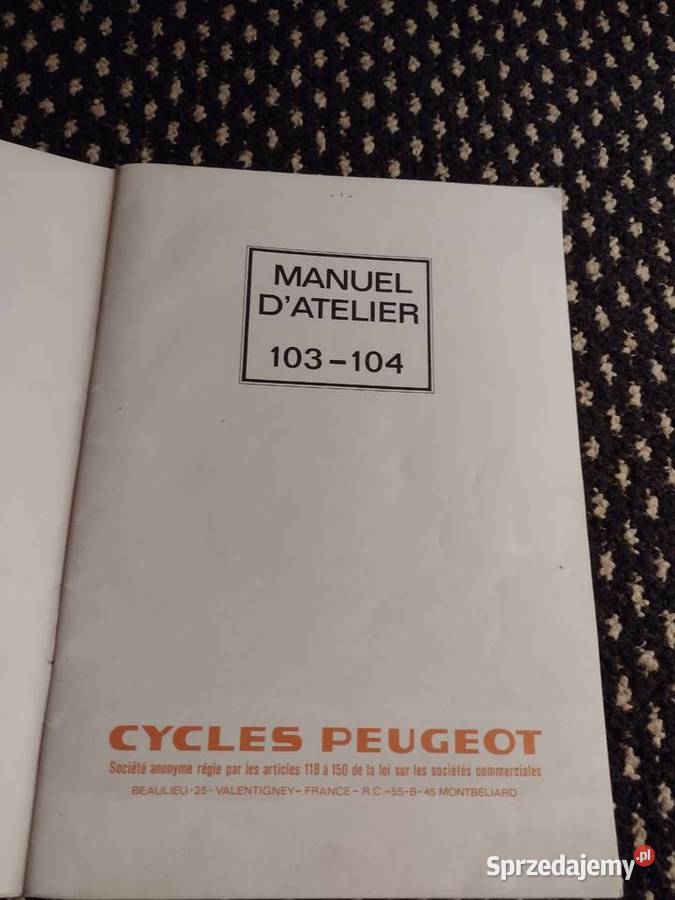 - 1 -
MANUEL
D'ATELIER
103-104
CYCLES PEUGEOT
Société anonyme régie par les articles 118 à 150 de la loi sur les sociétés commerciales
BEAULIEU-25-VALENTIGNEY-FRANCE-R.C.-55-B-45 MONTBÉLIARD
Sprzedajemy.pl